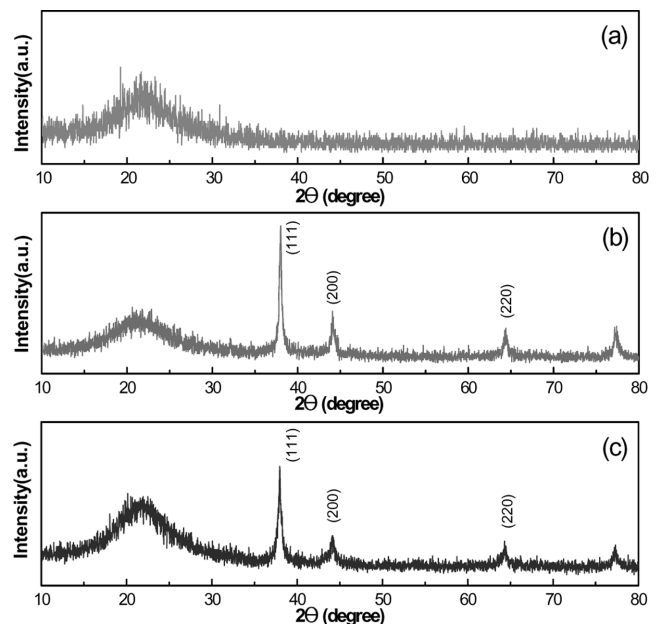 (a)
Intensity(a.u.)
10 20 30 40 50 60 70 80
2Θ (degree)
(b)
(111)
(200)
(220)
Intensity(a.u.)
10 20 30 40 50 60 70 80
2Θ (degree)
(c)
(111)
(200)
(220)
Intensity(a.u.)
10 20 30 40 50 60 70 80
2Θ (degree)